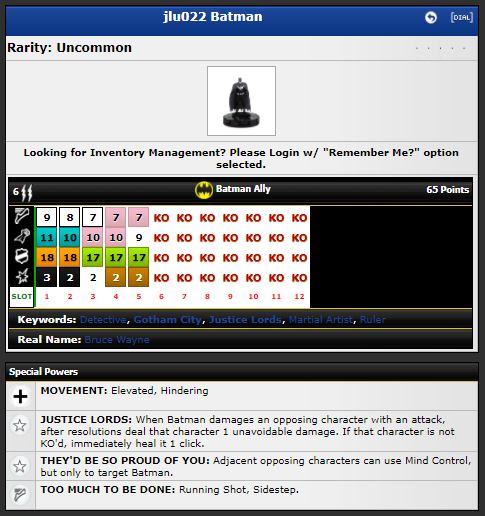 jlu022 Batman
[DIAL]
Rarity: Uncommon
Looking for Inventory Management? Please Login w/ "Remember Me?" option
selected.
6 Batman Ally 65 Points
9 8 7 7 7 KO KO KO KO KO KO KO
11 10 10 10 9 KO KO KO KO KO KO KO
18 18 17 17 17 KO KO KO KO KO KO KO
3 2 2 2 2 KO KO KO KO KO KO KO
SLOT 1 2 3 4 5 6 7 8 9 10 11 12
Keywords: Detective, Gotham City, Justice Lords, Martial Artist, Ruler
Real Name: Bruce Wayne
Special Powers
MOVEMENT: Elevated, Hindering
JUSTICE LORDS: When Batman damages an opposing character with an attack,
after resolutions deal that character 1 unavoidable damage. If that character is not
KO'd, immediately heal it 1 click.
THEY'D BE SO PROUD OF YOU: Adjacent opposing characters can use Mind Control,
but only to target Batman.
TOO MUCH TO BE DONE: Running Shot, Sidestep.